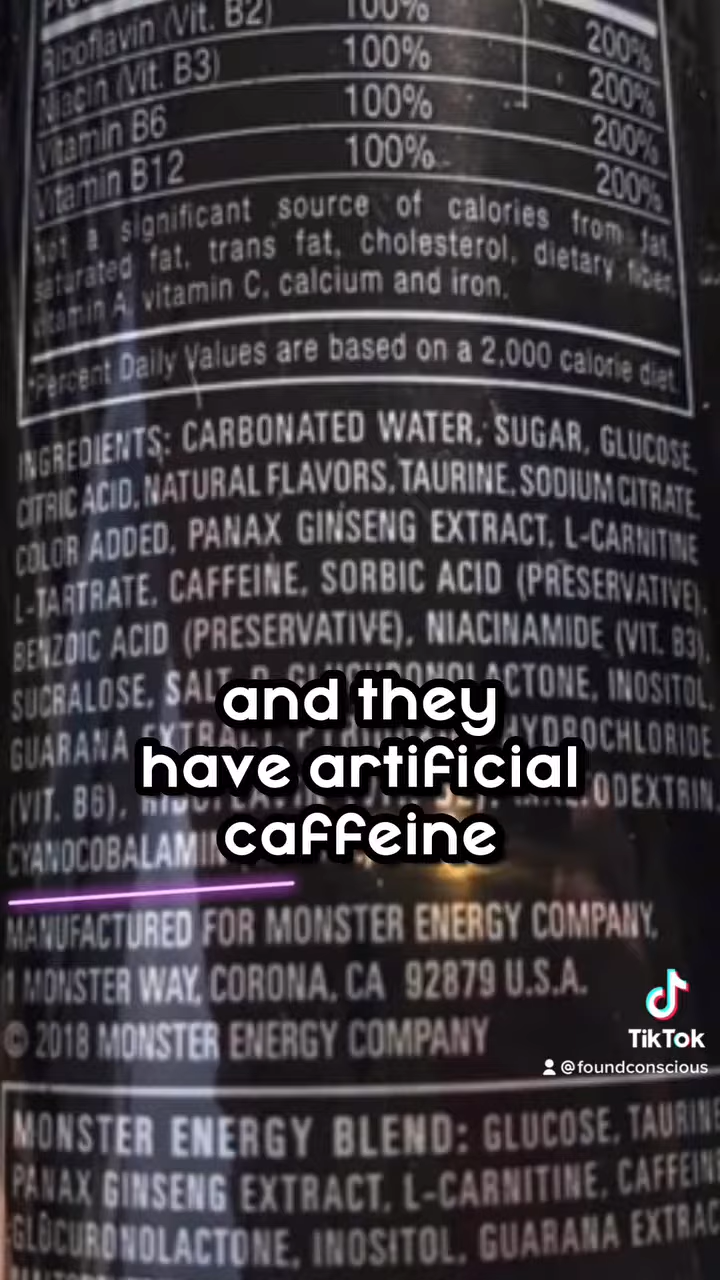 Riboflavin (Vit. B2) 100% 200%
Niacin (Vit. B3) 100% 200%
Vitamin B6 100% 200%
Vitamin B12 100% 200%
Not a significant source of calories from fat,
saturated fat, trans fat, cholesterol, dietary fiber,
vitamin A, vitamin C, calcium and iron.
*Percent Daily Values are based on a 2,000 calorie diet.
INGREDIENTS: CARBONATED WATER, SUGAR, GLUCOSE,
CITRIC ACID, NATURAL FLAVORS, TAURINE, SODIUM CITRATE,
COLOR ADDED, PANAX GINSENG EXTRACT, L-CARNITINE
L-TARTRATE, CAFFEINE, SORBIC ACID (PRESERVATIVE),
BENZOIC ACID (PRESERVATIVE), NIACINAMIDE (VIT. B3),
SUCRALOSE, SALT, INOSITOL,
GUARANA EXTRACT,
(VIT. B6),
and they
have artificial
caffeine
MANUFACTURED FOR MONSTER ENERGY COMPANY,
1 MONSTER WAY, CORONA, CA 92879 U.S.A.
© 2018 MONSTER ENERGY COMPANY
TikTok
@foundconscious
MONSTER ENERGY BLEND: GLUCOSE, TAURINE
PANAX GINSENG EXTRACT, L-CARNITINE, CAFFEINE
GLUCURONOLACTONE, INOSITOL, GUARANA